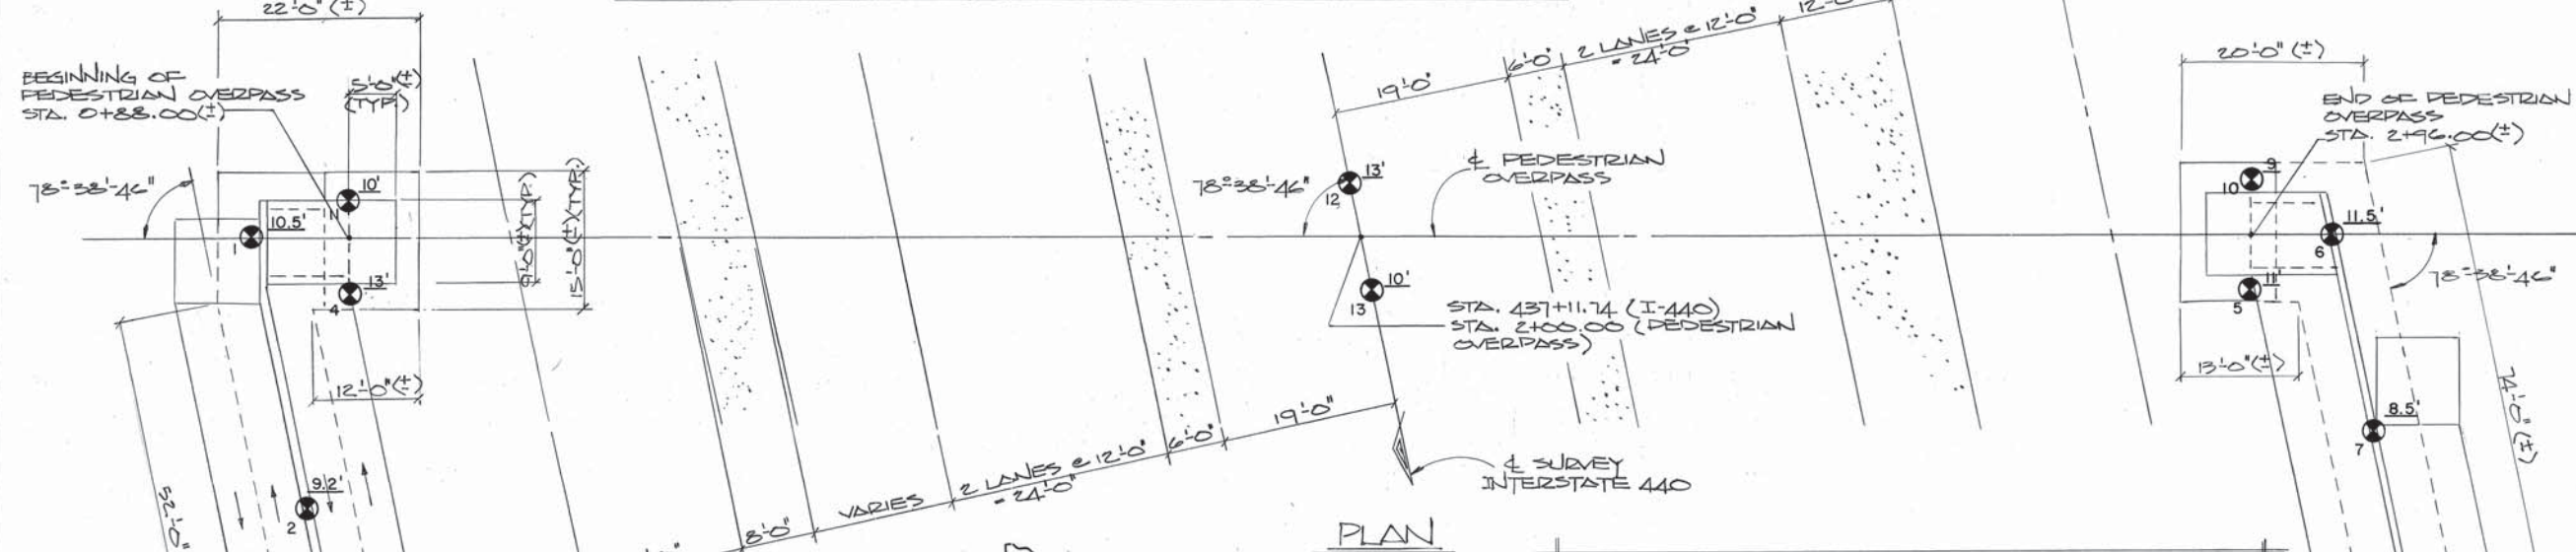 22'-0" (±)
BEGINNING OF
PEDESTRIAN OVERPASS
STA. 0+88.00(±)
5'-0"(±)
(TYP.)
78°-38'-46"
10'
11
10.5'
1
13'
4
9'-0"(±)(TYP.)
15'-0"(±)(TYP.)
12'-0"(±)
52'-0"
9.2'
2
8'-0"
VARIES
2 LANES @ 12'-0"
= 24'-0"
6'-0"
19'-0"
19'-0"
6'-0"
2 LANES @ 12'-0"
= 24'-0"
78°-38'-46"
13'
12
℄ PEDESTRIAN
OVERPASS
10'
13
STA. 437+11.74 (I-440)
STA. 2+00.00 (PEDESTRIAN
OVERPASS)
℄ SURVEY
INTERSTATE 440
PLAN
20'-0" (±)
END OF PEDESTRIAN
OVERPASS
STA. 2+96.00(±)
9
10
11.5'
6
11'
5
78°-38'-46"
13'-0"(±)
8.5'
7
74'-0"(±)